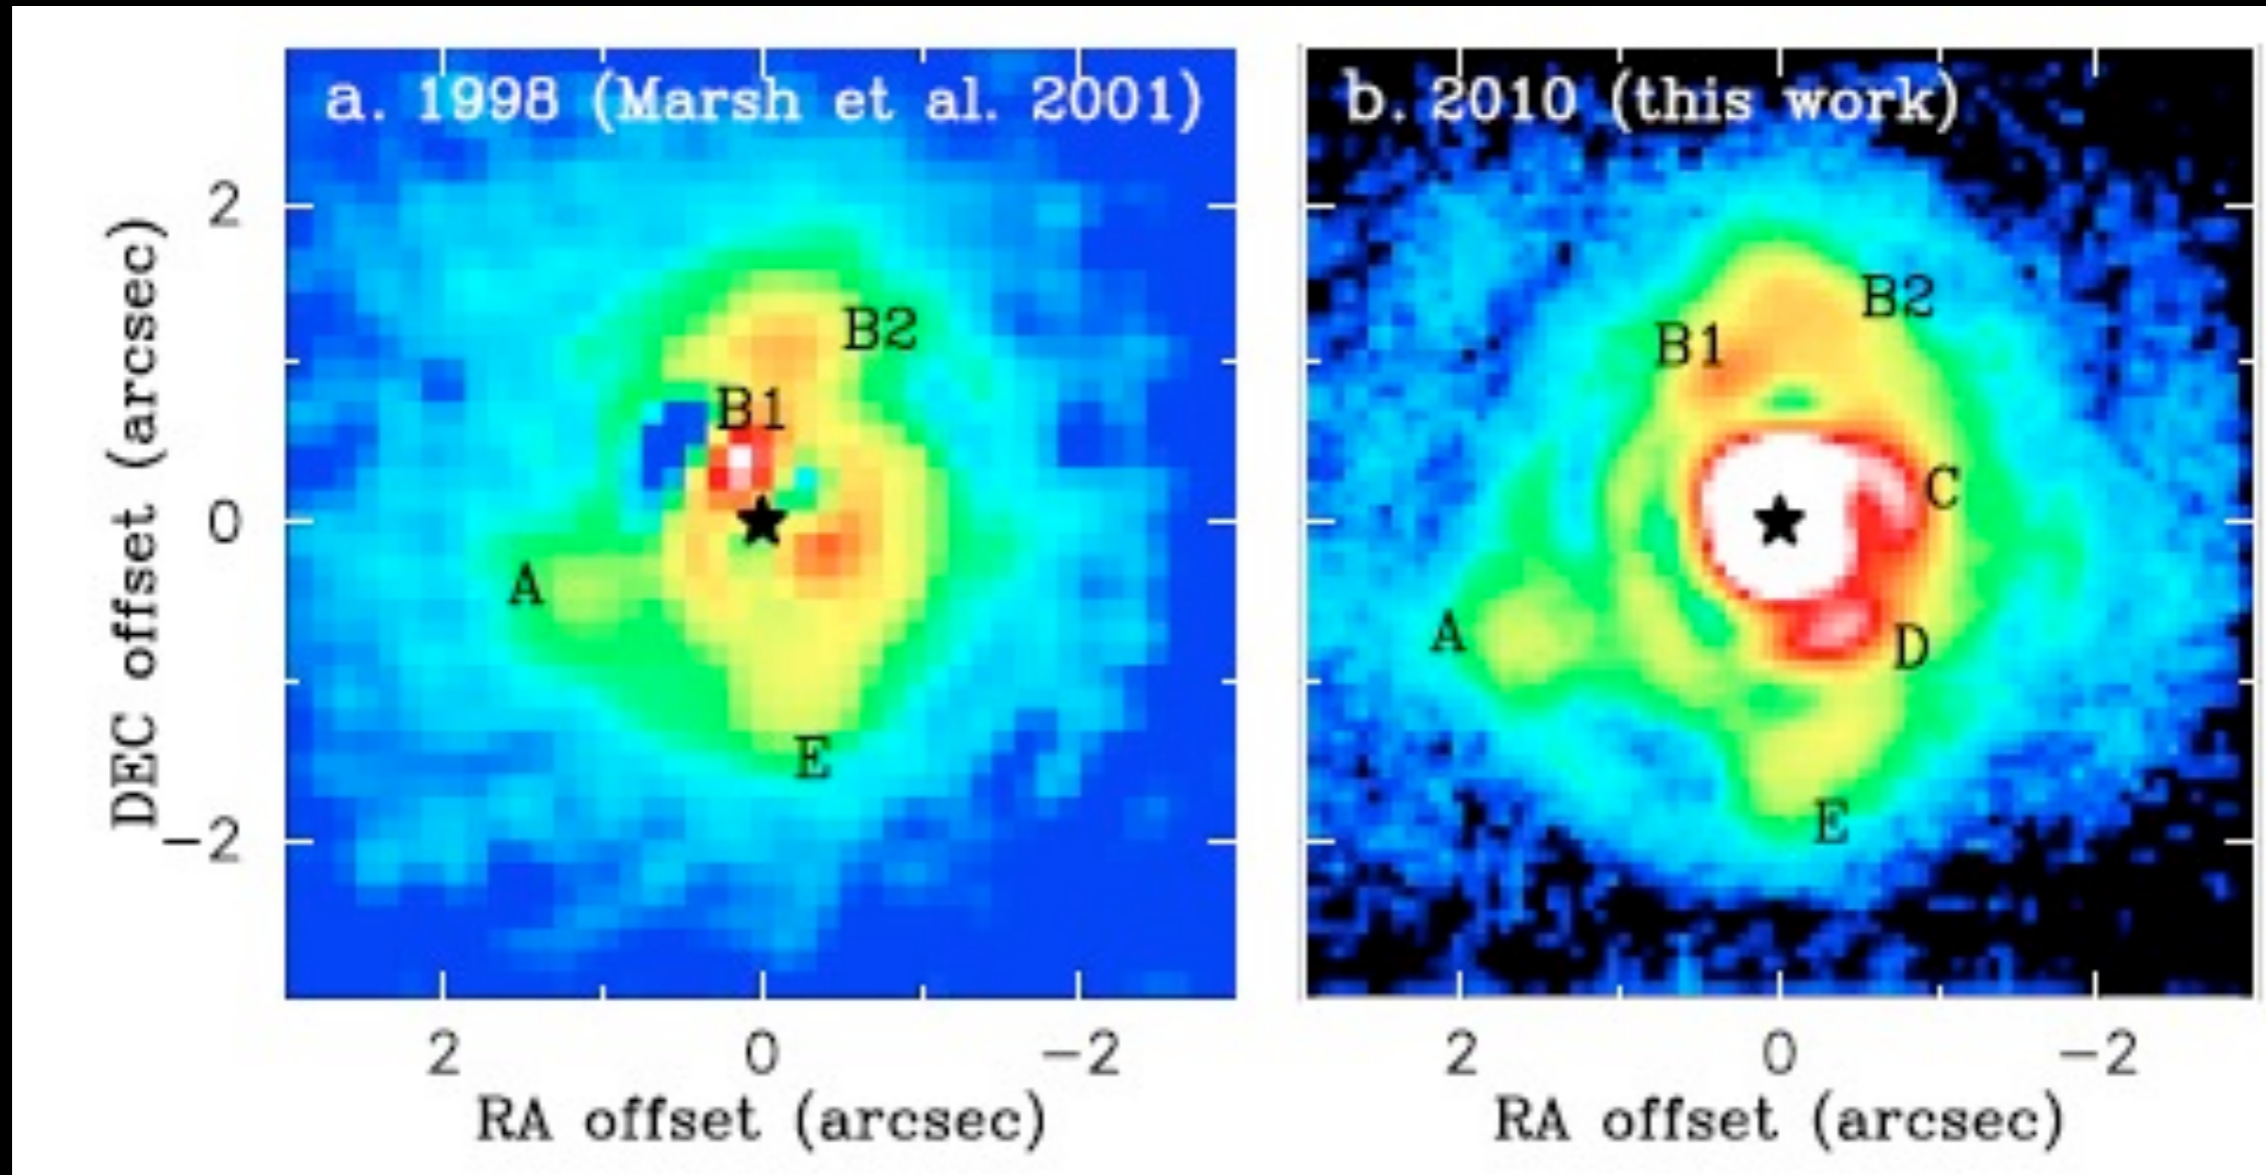 a. 1998 (Marsh et al. 2001)
B2
B1
A
E
b. 2010 (this work)
B2
B1
C
A
D
E
DEC offset (arcsec)
2
0
−2
2 0 −2
RA offset (arcsec)
2 0 −2
RA offset (arcsec)